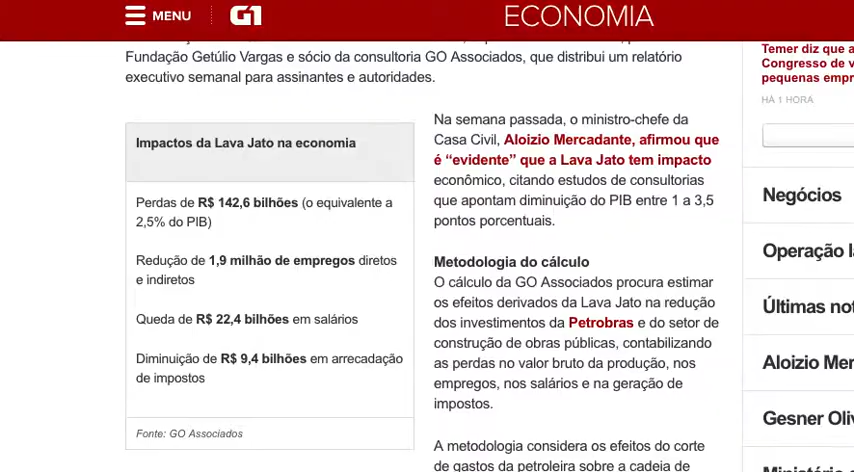 MENU
G1
ECONOMIA
Fundação Getúlio Vargas e sócio da consultoria GO Associados, que distribui um relatório
executivo semanal para assinantes e autoridades.
Impactos da Lava Jato na economia
Perdas de R$ 142,6 bilhões (o equivalente a
2,5% do PIB)
Redução de 1,9 milhão de empregos diretos
e indiretos
Queda de R$ 22,4 bilhões em salários
Diminuição de R$ 9,4 bilhões em arrecadação
de impostos
Fonte: GO Associados
Na semana passada, o ministro-chefe da
Casa Civil, Aloizio Mercadante, afirmou que
é “evidente” que a Lava Jato tem impacto
econômico, citando estudos de consultorias
que apontam diminuição do PIB entre 1 a 3,5
pontos porcentuais.
Metodologia do cálculo
O cálculo da GO Associados procura estimar
os efeitos derivados da Lava Jato na redução
dos investimentos da Petrobras e do setor de
construção de obras públicas, contabilizando
as perdas no valor bruto da produção, nos
empregos, nos salários e na geração de
impostos.
A metodologia considera os efeitos do corte
de gastos da petroleira sobre a cadeia de
Temer diz que a
Congresso de v
pequenas empr
HÁ 1 HORA
Negócios
Operação l
Últimas not
Aloizio Mer
Gesner Oliv